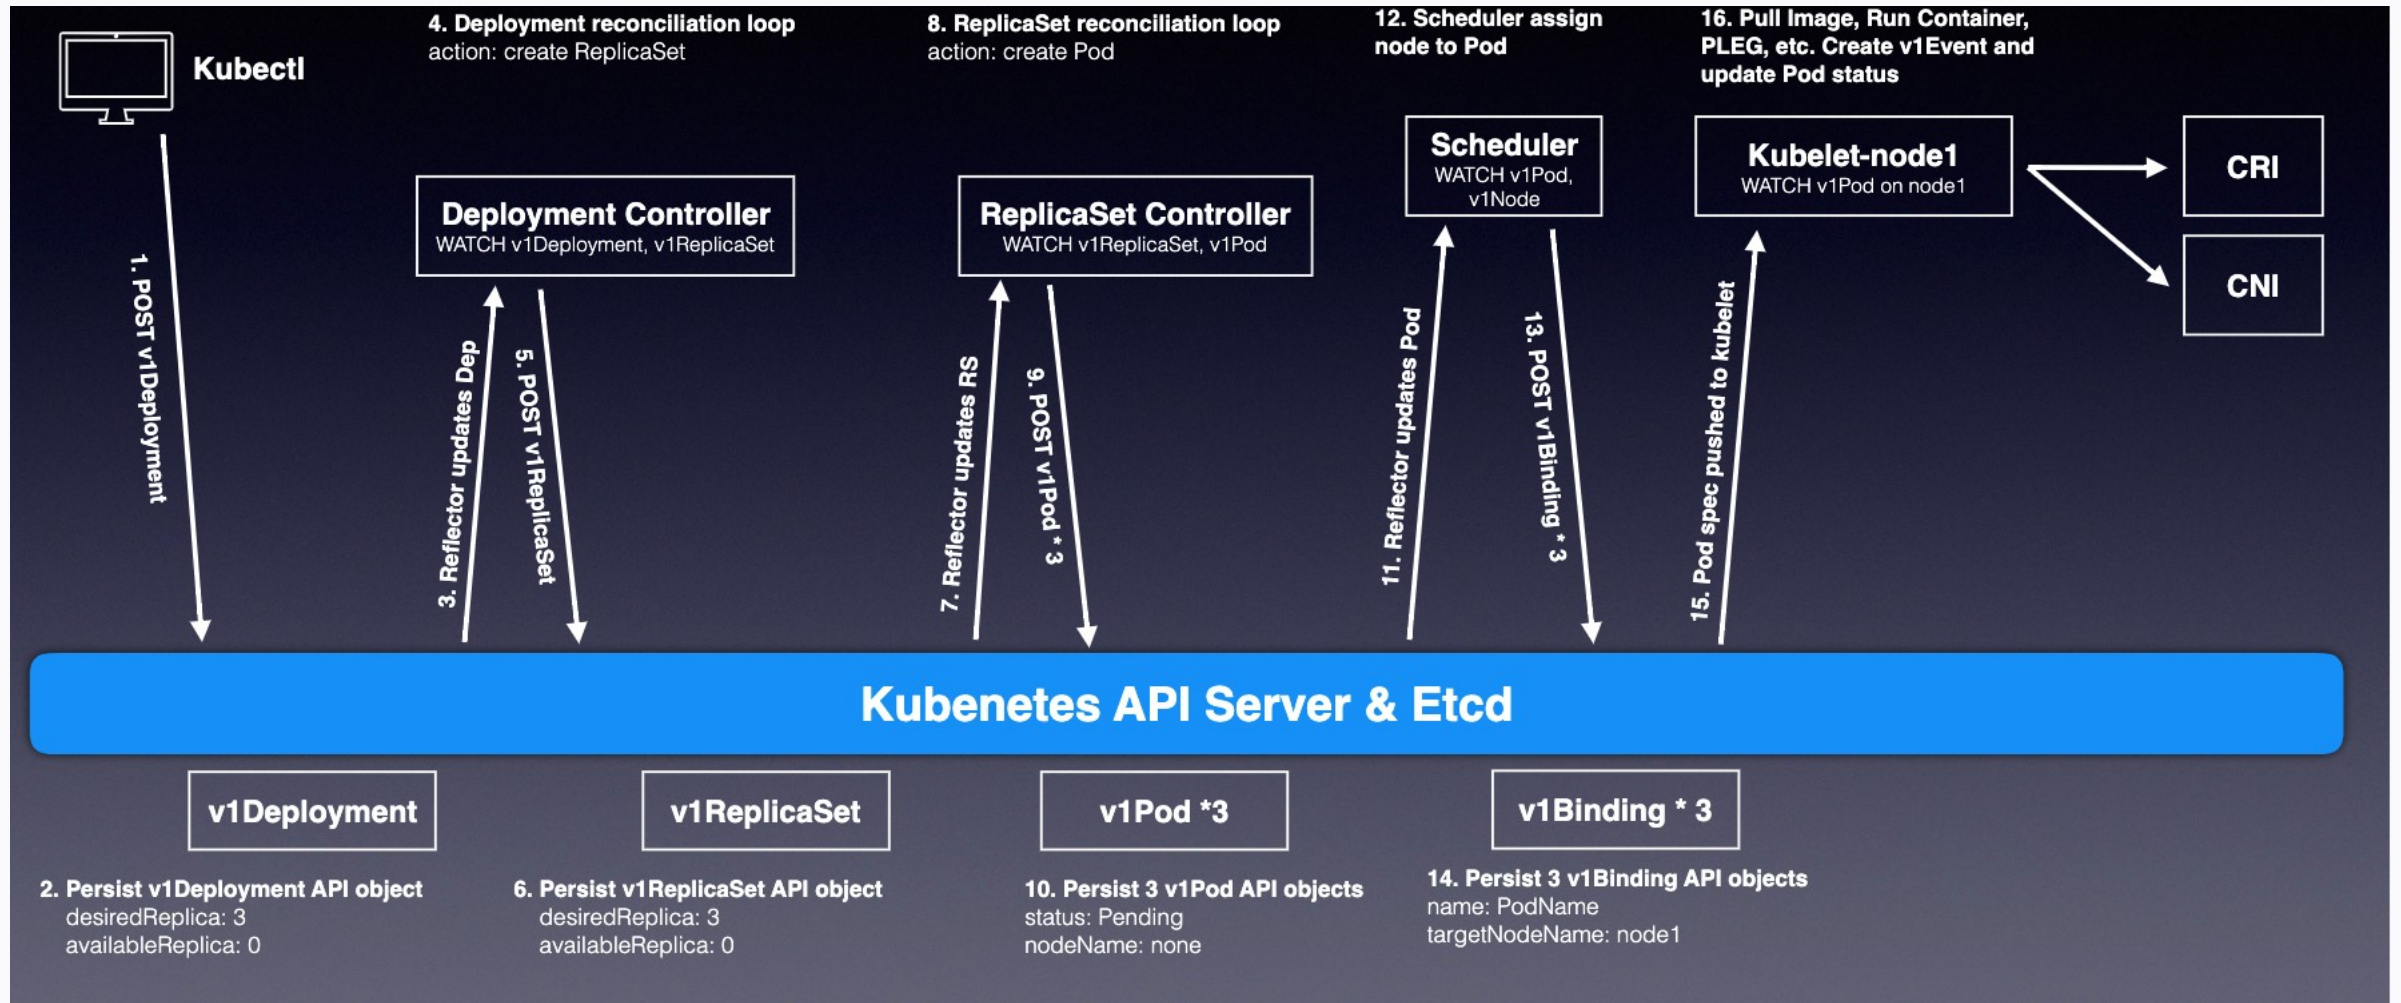 Kubectl
4. Deployment reconciliation loop
action: create ReplicaSet
8. ReplicaSet reconciliation loop
action: create Pod
12. Scheduler assign
node to Pod
16. Pull Image, Run Container,
PLEG, etc. Create v1Event and
update Pod status
Deployment Controller
WATCH v1Deployment, v1ReplicaSet
ReplicaSet Controller
WATCH v1ReplicaSet, v1Pod
Scheduler
WATCH v1Pod,
v1Node
Kubelet-node1
WATCH v1Pod on node1
CRI
CNI
1. POST v1Deployment
3. Reflector updates Dep
5. POST v1ReplicaSet
7. Reflector updates RS
9. POST v1Pod * 3
11. Reflector updates Pod
13. POST v1Binding * 3
15. Pod spec pushed to kubelet
Kubenetes API Server & Etcd
v1Deployment
v1ReplicaSet
v1Pod *3
v1Binding * 3
2. Persist v1Deployment API object
desiredReplica: 3
availableReplica: 0
6. Persist v1ReplicaSet API object
desiredReplica: 3
availableReplica: 0
10. Persist 3 v1Pod API objects
status: Pending
nodeName: none
14. Persist 3 v1Binding API objects
name: PodName
targetNodeName: node1